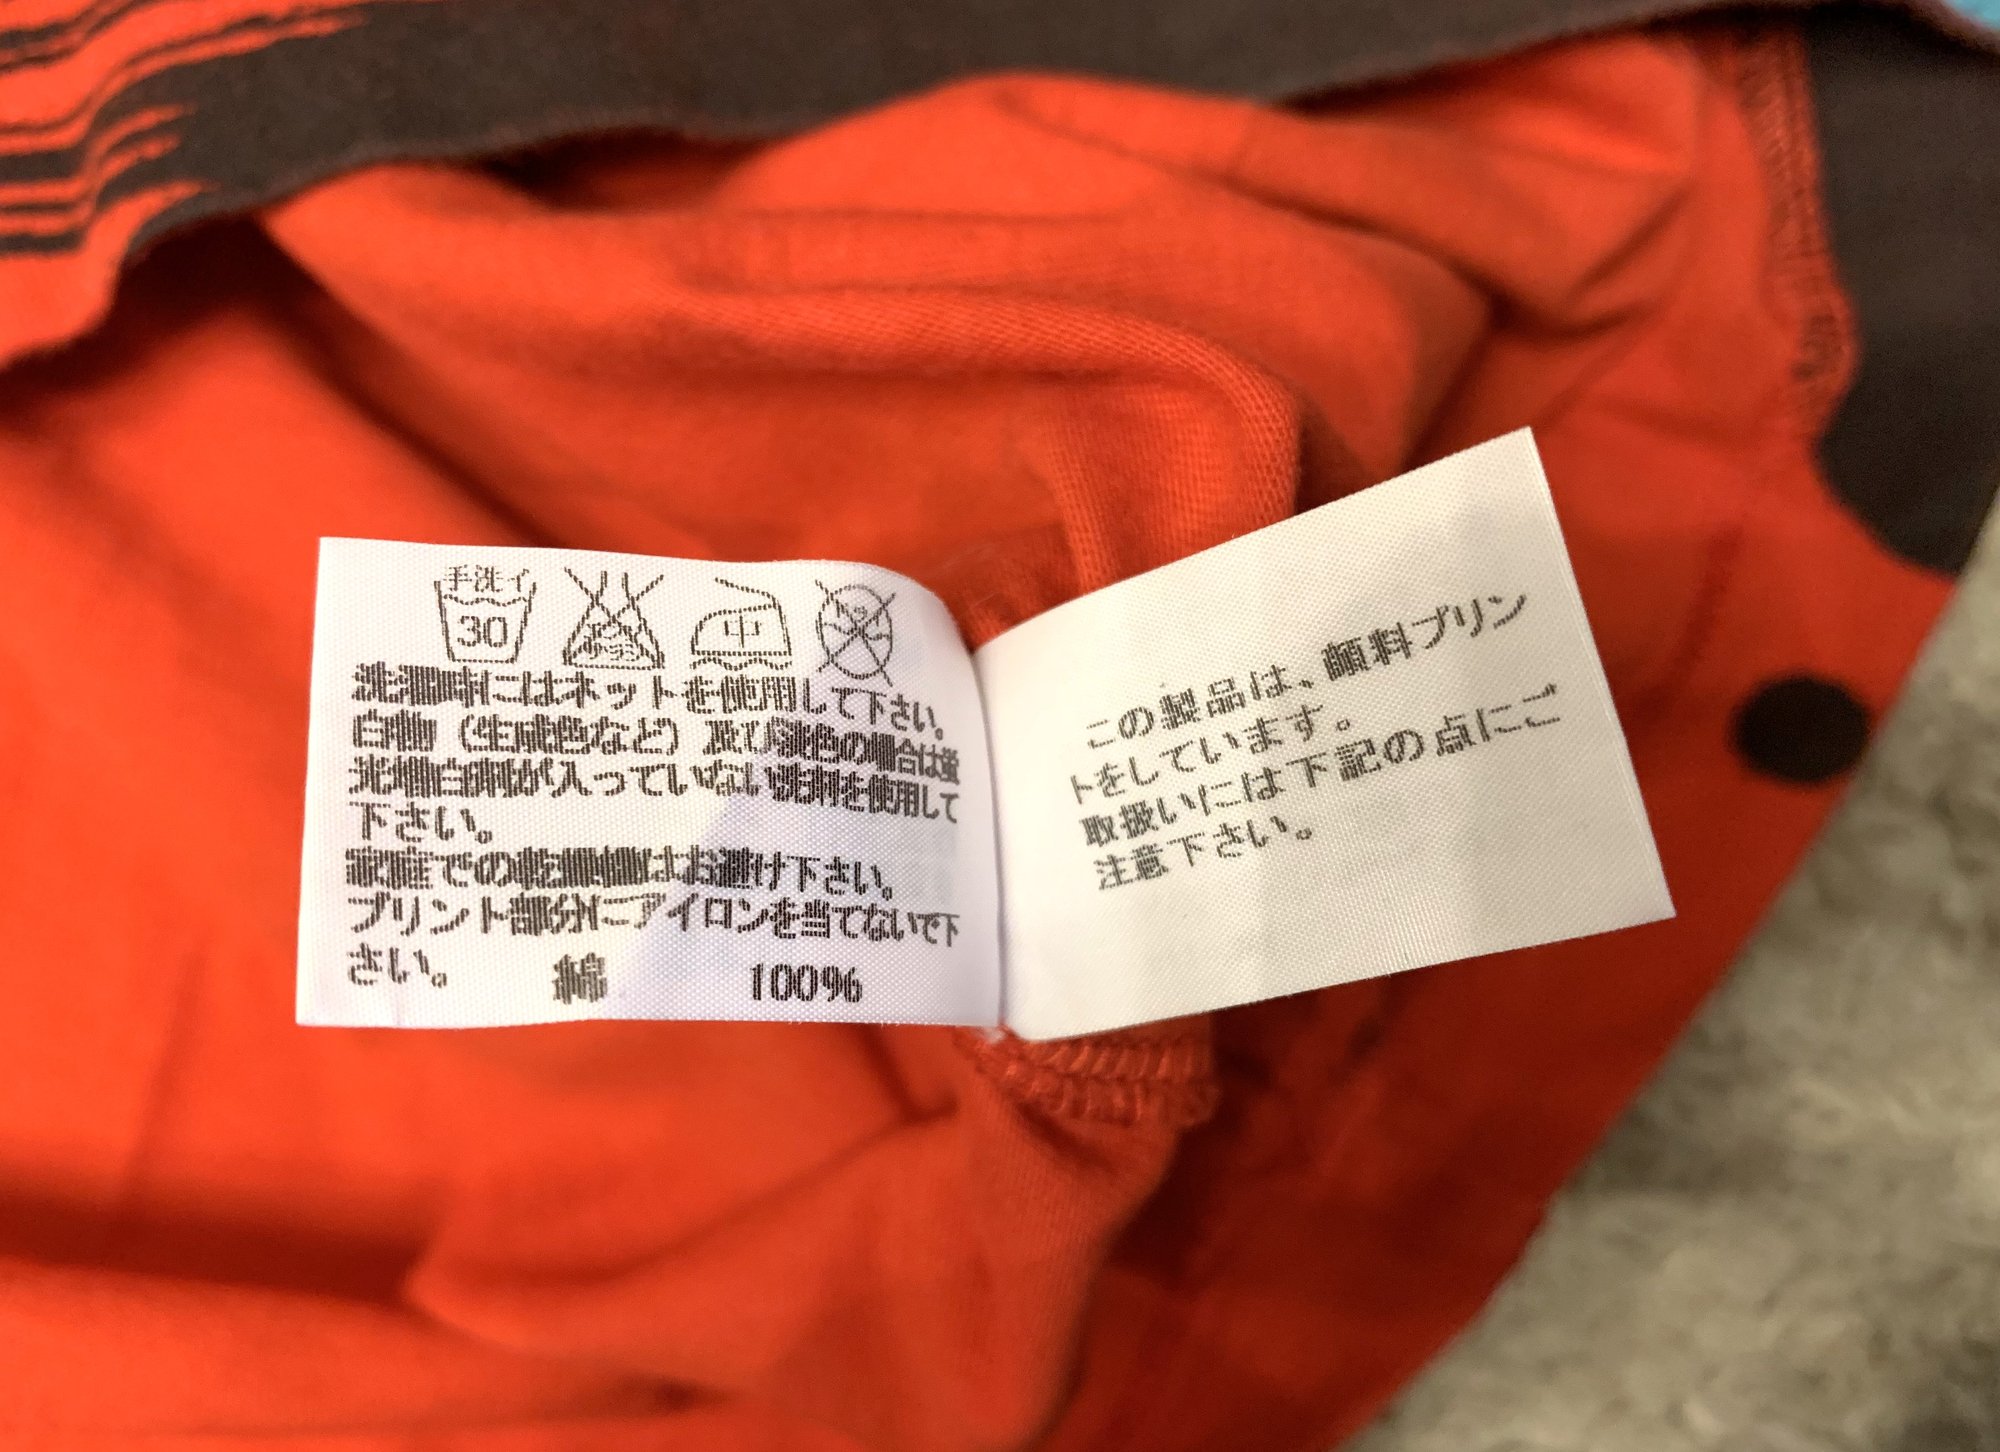 手洗イ
30
中
洗濯時にはネットを使用して下さい。
白物（生成色など）及び淡色の場合は蛍
光増白剤が入っていない洗剤を使用して
下さい。
家庭での乾燥機はお避け下さい。
プリント部分にアイロンを当てないで下
さい。
綿 100%
この製品は、顔料プリン
トをしています。
取扱いには下記の点にご
注意下さい。